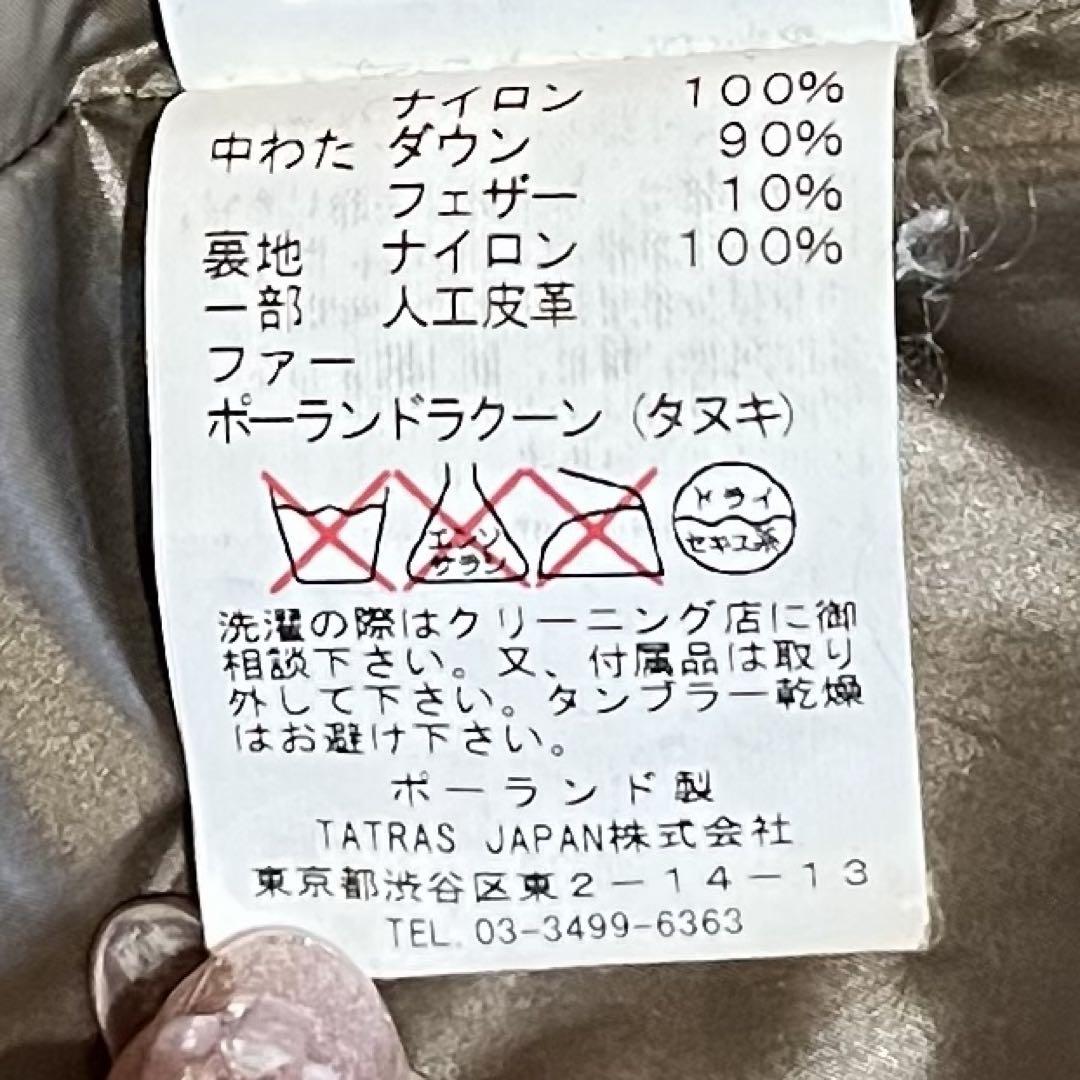 ナイロン 100%
中わた ダウン 90%
フェザー 10%
裏地 ナイロン 100%
一部 人工皮革
ファー
ポーランドラクーン(タヌキ)
エンソ
サラシ
ドライ
セキユ系
洗濯の際はクリーニング店に御
相談下さい。又、付属品は取り
外して下さい。タンブラー乾燥
はお避け下さい。
ポーランド製
TATRAS JAPAN株式会社
東京都渋谷区東2-14-13
TEL. 03-3499-6363